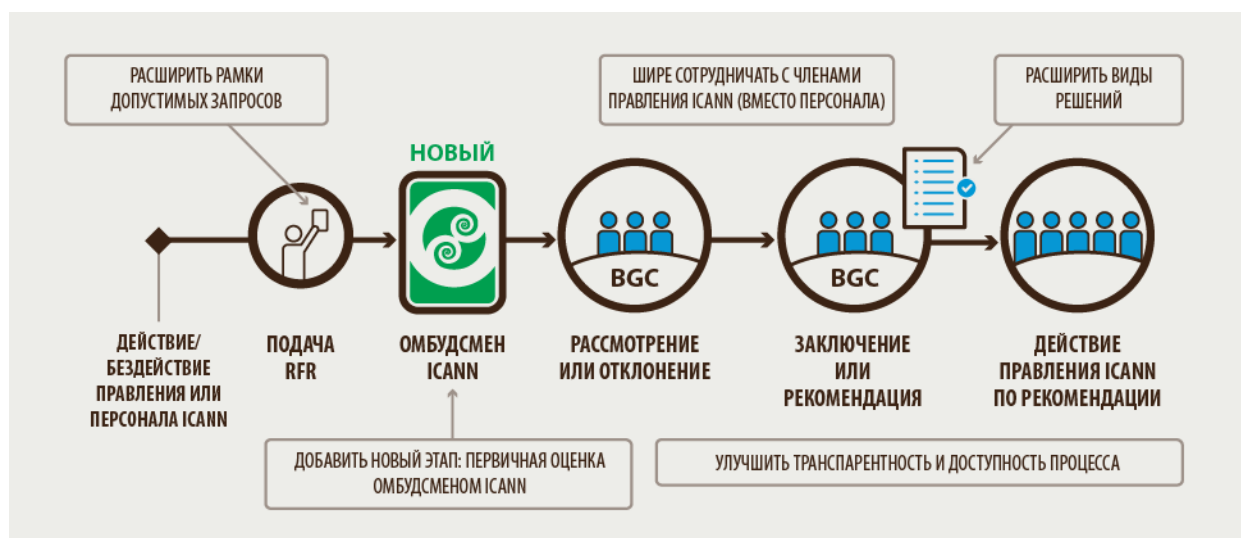 РАСШИРИТЬ РАМКИ
ДОПУСТИМЫХ ЗАПРОСОВ
ШИРЕ СОТРУДНИЧАТЬ С ЧЛЕНАМИ
ПРАВЛЕНИЯ ICANN (ВМЕСТО ПЕРСОНАЛА)
РАСШИРИТЬ ВИДЫ
РЕШЕНИЙ
НОВЫЙ
BGC
BGC
ДЕЙСТВИЕ/
БЕЗДЕЙСТВИЕ
ПРАВЛЕНИЯ ИЛИ
ПЕРСОНАЛА ICANN
ПОДАЧА
RFR
ОМБУДСМЕН
ICANN
РАССМОТРЕНИЕ
ИЛИ ОТКЛОНЕНИЕ
ЗАКЛЮЧЕНИЕ
ИЛИ
РЕКОМЕНДАЦИЯ
ДЕЙСТВИЕ
ПРАВЛЕНИЯ ICANN
ПО РЕКОМЕНДАЦИИ
ДОБАВИТЬ НОВЫЙ ЭТАП: ПЕРВИЧНАЯ ОЦЕНКА
ОМБУДСМЕНОМ ICANN
УЛУЧШИТЬ ТРАНСПАРЕНТНОСТЬ И ДОСТУПНОСТЬ ПРОЦЕССА